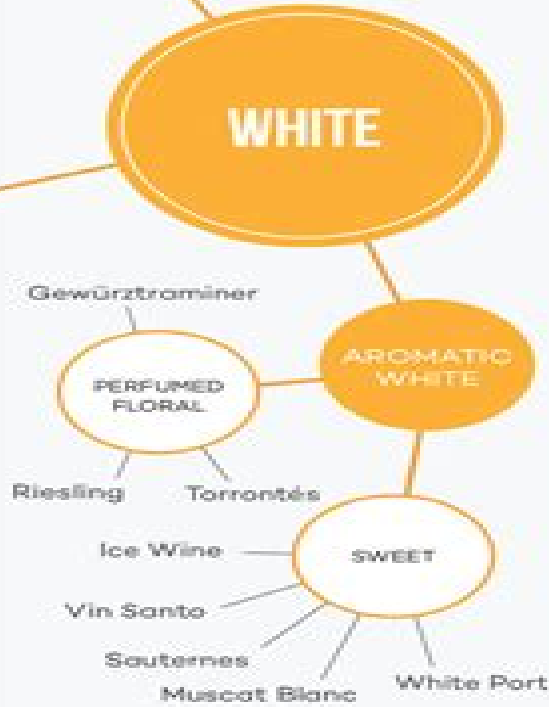 WHITE
Gewürztraminer
AROMATIC
WHITE
PERFUMED
FLORAL
Riesling
Torrontés
Ice Wine
SWEET
Vin Santo
Sauternes
White Port
Muscat Blanc